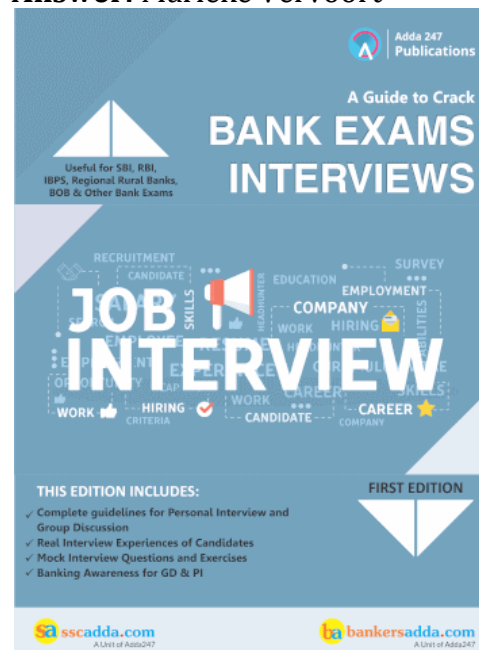 Answer: Marieke Vervoort
Adda 247
Publications
A Guide to Crack
BANK EXAMS
INTERVIEWS
Useful for SBI, RBI,
IBPS, Regional Rural Banks,
BOB & Other Bank Exams
RECRUITMENT
CANDIDATE
SKILLS
HEADHUNTER
EDUCATION
SURVEY
EMPLOYMENT
COMPANY
WORK
HIRING
JOB
INTERVIEW
WORK
HIRING
CRITERIA
WORK
CANDIDATE
CAREER
COMPANY
SKILLS
CAREER
THIS EDITION INCLUDES:
✓ Complete guidelines for Personal Interview and
Group Discussion
✓ Real Interview Experiences of Candidates
✓ Mock Interview Questions and Exercises
✓ Banking Awareness for GD & PI
FIRST EDITION
sa sscadda.com
A Unit of Adda247
ba bankersadda.com
A Unit of Adda247